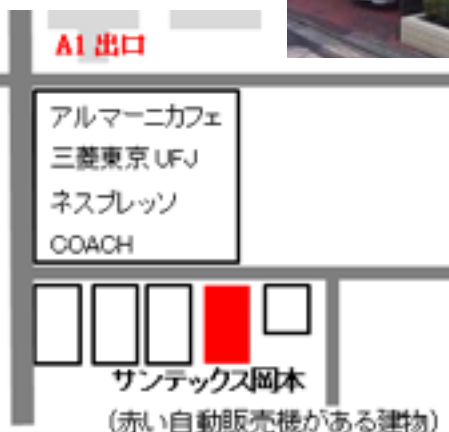 A1 出口
アルマーニカフェ
三菱東京 UFJ
ネスプレッソ
COACH
サンテックス岡本
(赤い自動販売機がある建物)